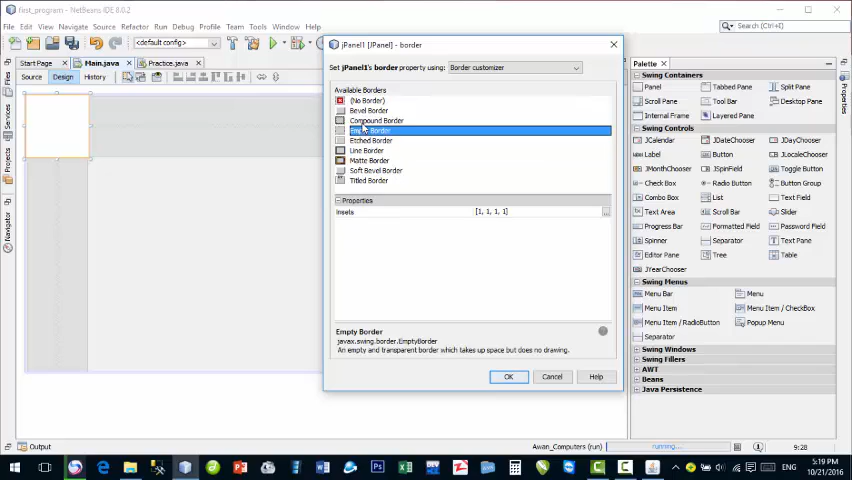 first_program - NetBeans IDE 8.0.2
File Edit View Navigate Source Refactor Run Debug Profile Team Tools Window Help
Search (Ctrl+I)
<default config>
Start Page Main.java Practice.java
Source Design History
Files
Services
Projects
Navigator
jPanel1 [JPanel] - border
Set jPanel1's border property using: Border customizer
Available Borders
(No Border)
Bevel Border
Compound Border
Empty Border
Etched Border
Line Border
Matte Border
Soft Bevel Border
Titled Border
Properties
Insets [1, 1, 1, 1] ...
Empty Border
javax.swing.border.EmptyBorder
An empty and transparent border which takes up space but does no drawing.
OK Cancel Help
Palette
Swing Containers
Panel Tabbed Pane Split Pane
Scroll Pane Tool Bar Desktop Pane
Internal Frame Layered Pane
Swing Controls
JCalendar JDateChooser JDayChooser
Label Button JLocaleChooser
JMonthChooser JSpinField Toggle Button
Check Box Radio Button Button Group
Combo Box List Text Field
Text Area Scroll Bar Slider
Progress Bar Formatted Field Password Field
Spinner Separator Text Pane
Editor Pane Tree Table
JYearChooser
Swing Menus
Menu Bar Menu
Menu Item Menu Item / CheckBox
Menu Item / RadioButton Popup Menu
Separator
Swing Windows
Swing Fillers
AWT
Beans
Java Persistence
Properties
Output
Awan_Computers (run) running... 1 9:28
ENG
5:19 PM
10/21/2016